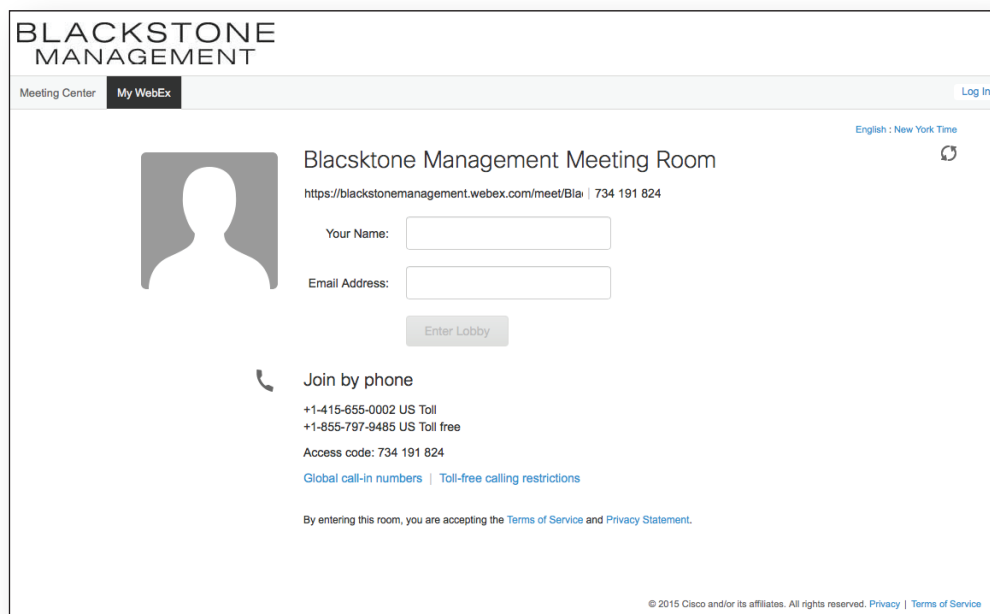 BLACKSTONE
MANAGEMENT
Meeting Center My WebEx Log In
English : New York Time
Blacsktone Management Meeting Room
https://blackstonemanagement.webex.com/meet/Bla | 734 191 824
Your Name:
Email Address:
Enter Lobby
Join by phone
+1-415-655-0002 US Toll
+1-855-797-9485 US Toll free
Access code: 734 191 824
Global call-in numbers | Toll-free calling restrictions
By entering this room, you are accepting the Terms of Service and Privacy Statement.
© 2015 Cisco and/or its affiliates. All rights reserved. Privacy | Terms of Service